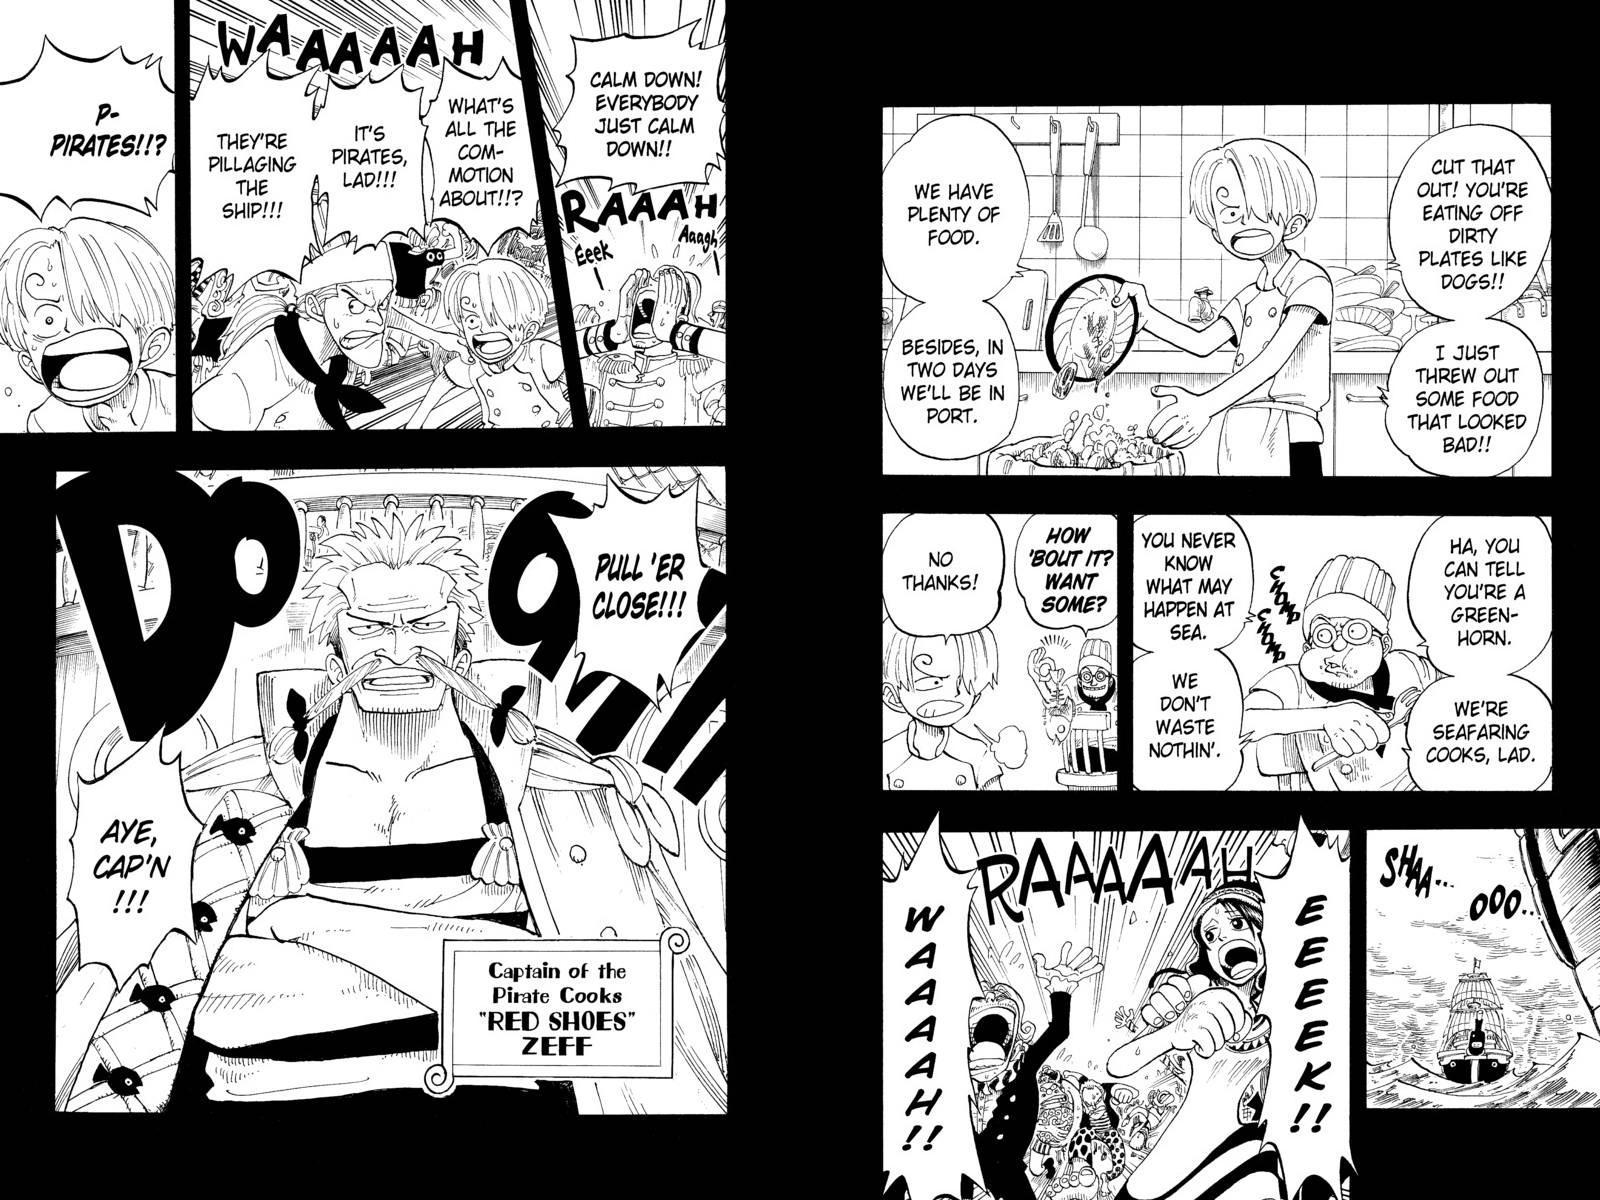 CUT THAT
OUT! YOU'RE
EATING OFF
DIRTY
PLATES LIKE
DOGS!!
I JUST
THREW OUT
SOME FOOD
THAT LOOKED
BAD!!
WE HAVE
PLENTY OF
FOOD.
BESIDES, IN
TWO DAYS
WE'LL BE IN
PORT.
HA, YOU
CAN TELL
YOU'RE A
GREEN-
HORN.
WE'RE
SEAFARING
COOKS, LAD.
CHOMP
CHOMP
YOU NEVER
KNOW
WHAT MAY
HAPPEN AT
SEA.
WE
DON'T
WASTE
NOTHIN'.
HOW
'BOUT IT?
WANT
SOME?
NO
THANKS!
SHAA...
OOO...
EEEEEK!!
RAAAAAH
WAAAAH!!
CALM DOWN!
EVERYBODY
JUST CALM
DOWN!!
RAAAH
Eeek
Aaagh
WAAAAAH
WHAT'S
ALL THE
COM-
MOTION
ABOUT!!?
IT'S
PIRATES,
LAD!!!
THEY'RE
PILLAGING
THE
SHIP!!!
P-
PIRATES!!?
PULL 'ER
CLOSE!!!
AYE,
CAP'N
!!!
Captain of the
Pirate Cooks
"RED SHOES"
ZEFF